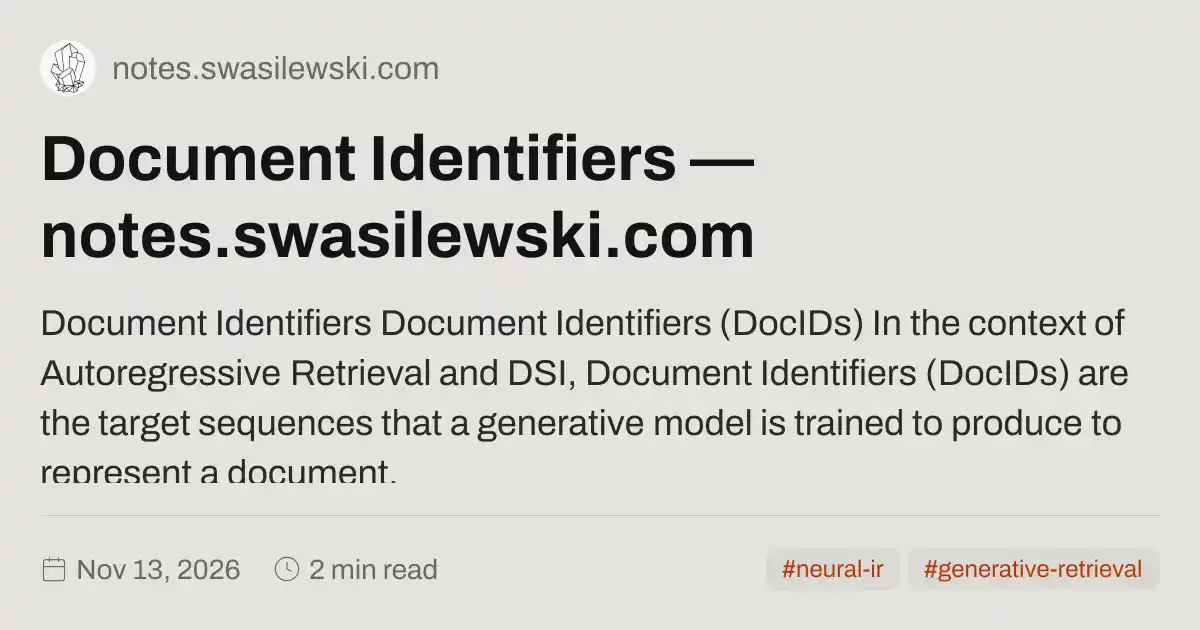 notes.swasilewski.com
Document Identifiers —
notes.swasilewski.com
Document Identifiers Document Identifiers (DocIDs) In the context of
Autoregressive Retrieval and DSI, Document Identifiers (DocIDs) are
the target sequences that a generative model is trained to produce to
represent a document.
Nov 13, 2026
2 min read
#neural-ir
#generative-retrieval